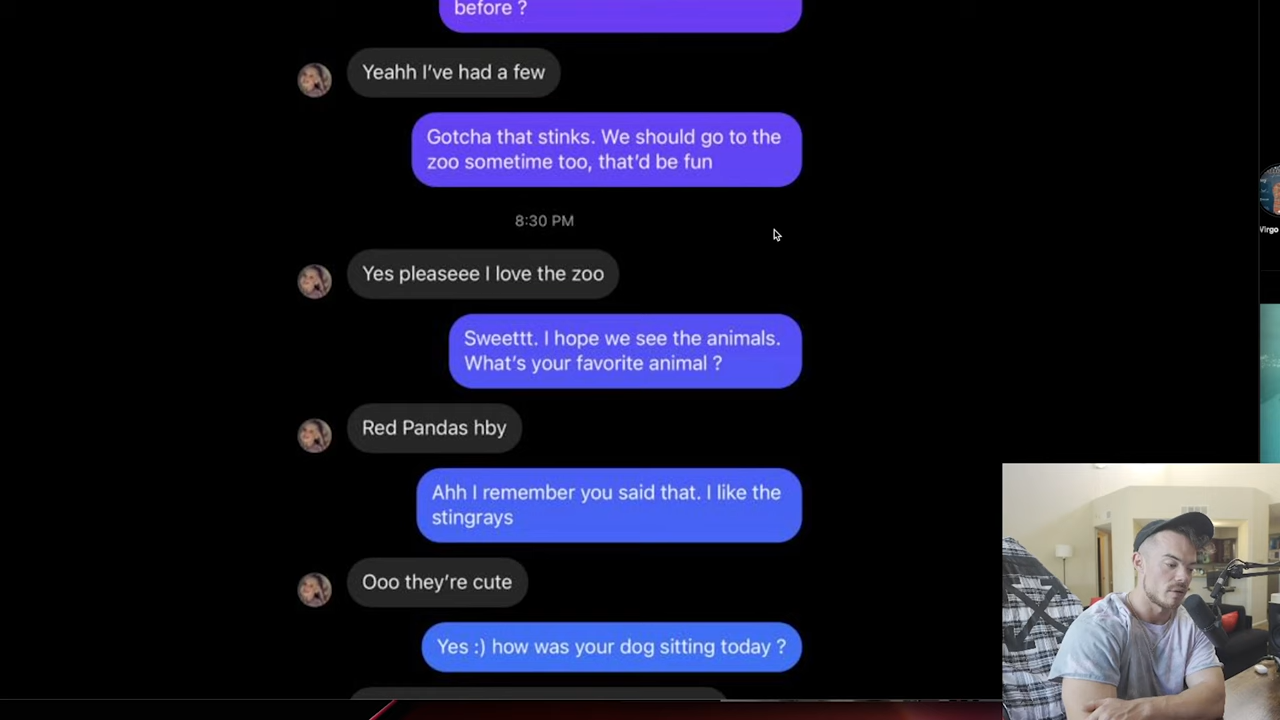 before ?
Yeahh I've had a few
Gotcha that stinks. We should go to the
zoo sometime too, that'd be fun
8:30 PM
Yes pleaseee I love the zoo
Sweettt. I hope we see the animals.
What's your favorite animal ?
Red Pandas hby
Ahh I remember you said that. I like the
stingrays
Ooo they're cute
Yes :) how was your dog sitting today ?
Virgo